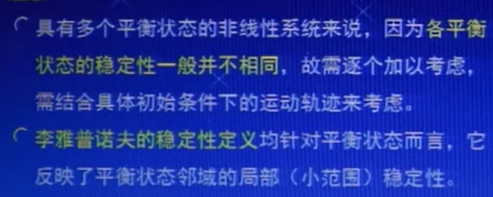 具有多个平衡状态的非线性系统来说，因为各平衡
状态的稳定性一般并不相同，故需逐个加以考虑，
需结合具体初始条件下的运动轨迹来考虑。
李雅普诺夫的稳定性定义均针对平衡状态而言，它
反映了平衡状态邻域的局部（小范围）稳定性。